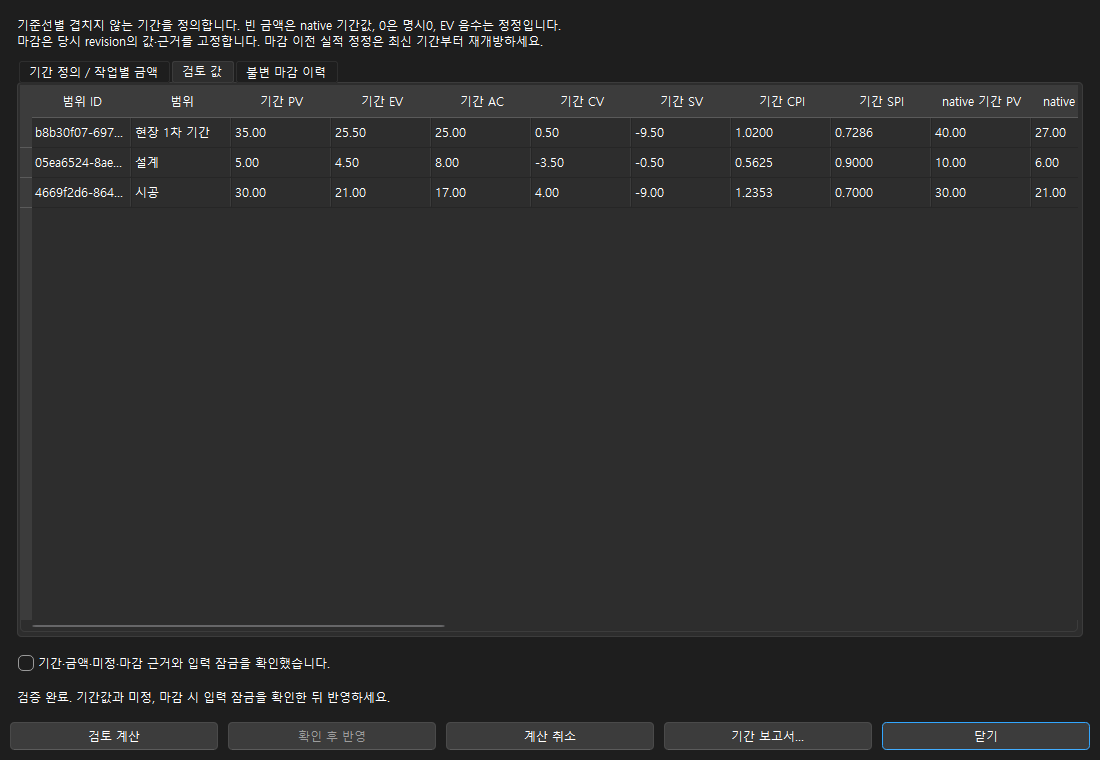 기준선별 겹치지 않는 기간을 정의합니다. 빈 금액은 native 기간값, 0은 명시0, EV 음수는 정정입니다.
마감은 당시 revision의 값·근거를 고정합니다. 마감 이전 실적 정정은 최신 기간부터 재개방하세요.
기간 정의 / 작업별 금액 검토 값 불변 마감 이력
범위 ID 범위 기간 PV 기간 EV 기간 AC 기간 CV 기간 SV 기간 CPI 기간 SPI native 기간 PV native
b8b30f07-697... 현장 1차 기간 35.00 25.50 25.00 0.50 -9.50 1.0200 0.7286 40.00 27.00
05ea6524-8ae... 설계 5.00 4.50 8.00 -3.50 -0.50 0.5625 0.9000 10.00 6.00
4669f2d6-864... 시공 30.00 21.00 17.00 4.00 -9.00 1.2353 0.7000 30.00 21.00
기간·금액·미정·마감 근거와 입력 잠금을 확인했습니다.
검증 완료. 기간값과 미정, 마감 시 입력 잠금을 확인한 뒤 반영하세요.
검토 계산 확인 후 반영 계산 취소 기간 보고서... 닫기